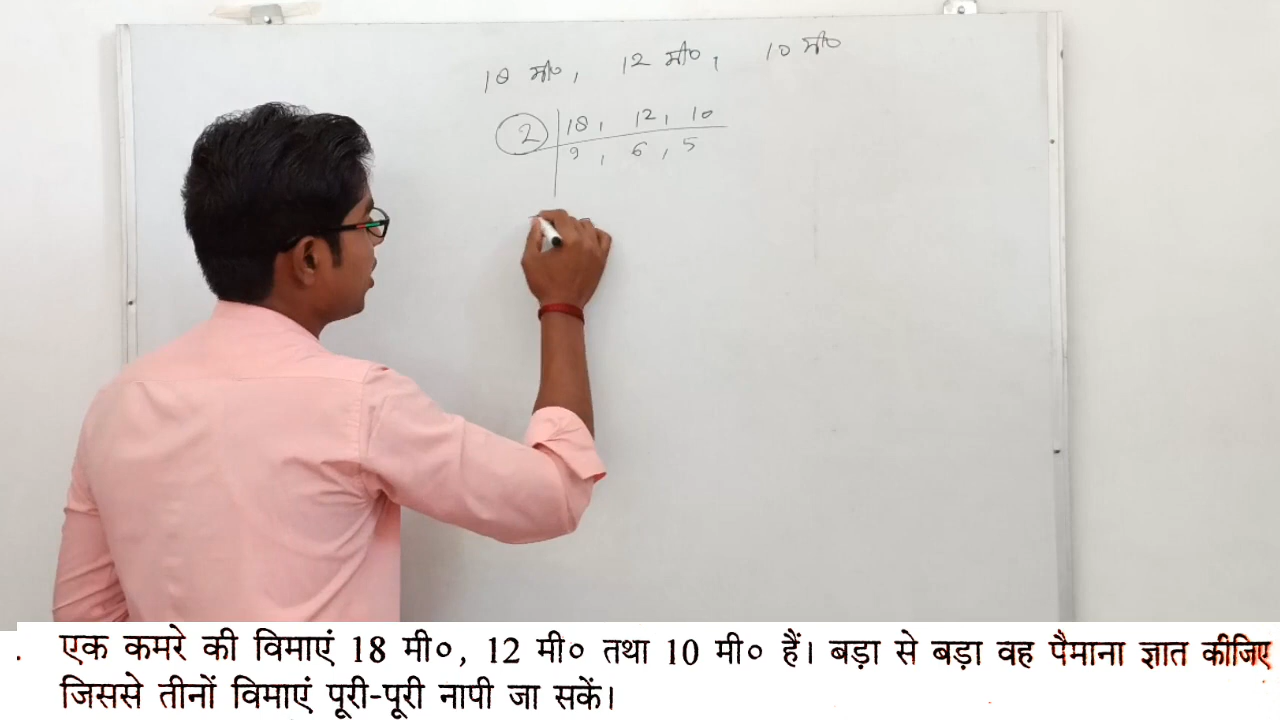 18 मी०, 12 मी०, 10 मी०
2 18, 12, 10
9, 6, 5
. एक कमरे की विमाएं 18 मी०, 12 मी० तथा 10 मी० हैं। बड़ा से बड़ा वह पैमाना ज्ञात कीजिए
जिससे तीनों विमाएं पूरी-पूरी नापी जा सकें।